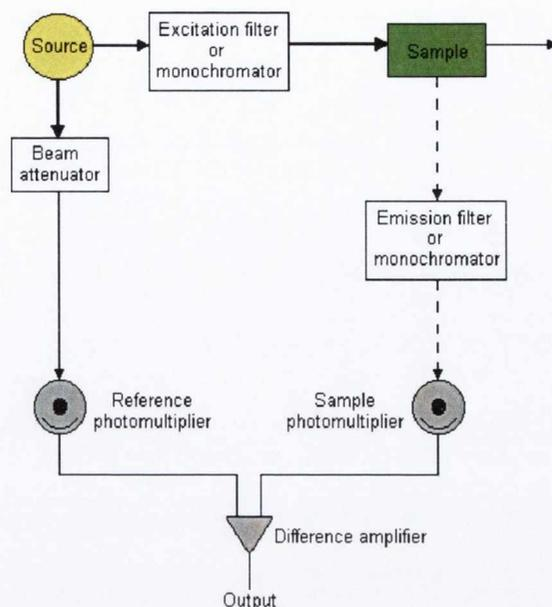 Source
Excitation filter
or
monochromator
Sample
Beam
attenuator
Emission filter
or
monochromator
Reference
photomultiplier
Sample
photomultiplier
Difference amplifier
Output